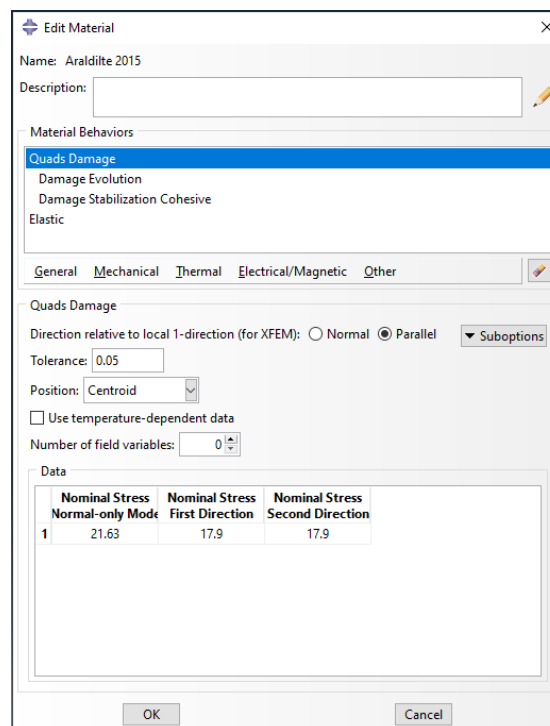 Edit Material
Name: Araldilte 2015
Description:
Material Behaviors
Quads Damage
Damage Evolution
Damage Stabilization Cohesive
Elastic
General Mechanical Thermal Electrical/Magnetic Other
Quads Damage
Direction relative to local 1-direction (for XFEM): Normal Parallel Suboptions
Tolerance: 0.05
Position: Centroid
Use temperature-dependent data
Number of field variables: 0
Data
Nominal Stress Nominal Stress Nominal Stress
Normal-only Mode First Direction Second Direction
1 21.63 17.9 17.9
OK Cancel